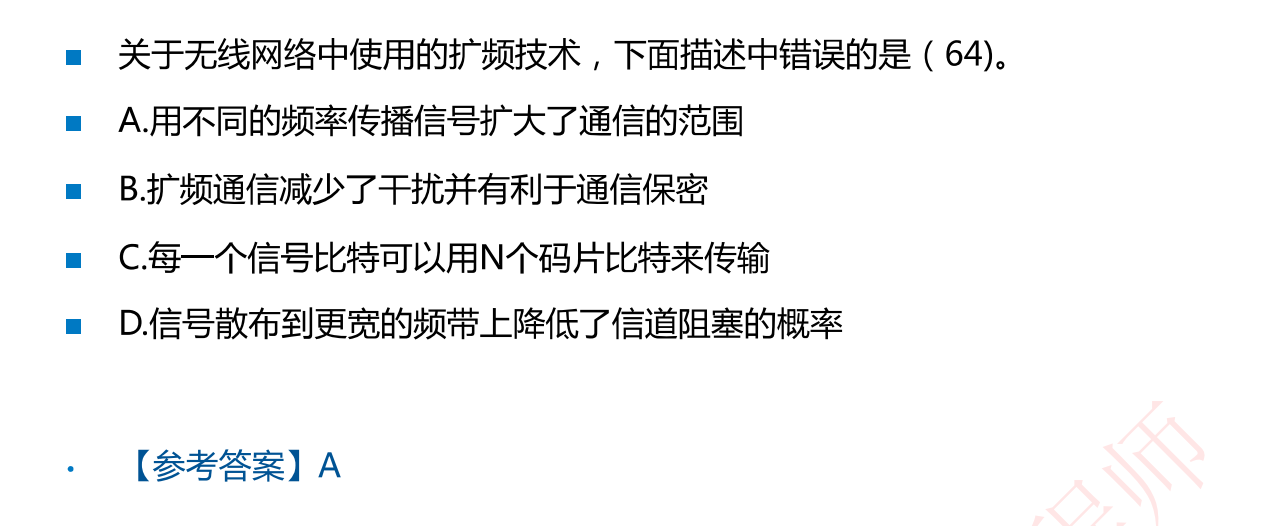 ■ 关于无线网络中使用的扩频技术，下面描述中错误的是（64)。
■ A.用不同的频率传播信号扩大了通信的范围
■ B.扩频通信减少了干扰并有利于通信保密
■ C.每一个信号比特可以用N个码片比特来传输
■ D.信号散布到更宽的频带上降低了信道阻塞的概率
• 【参考答案】A
程师